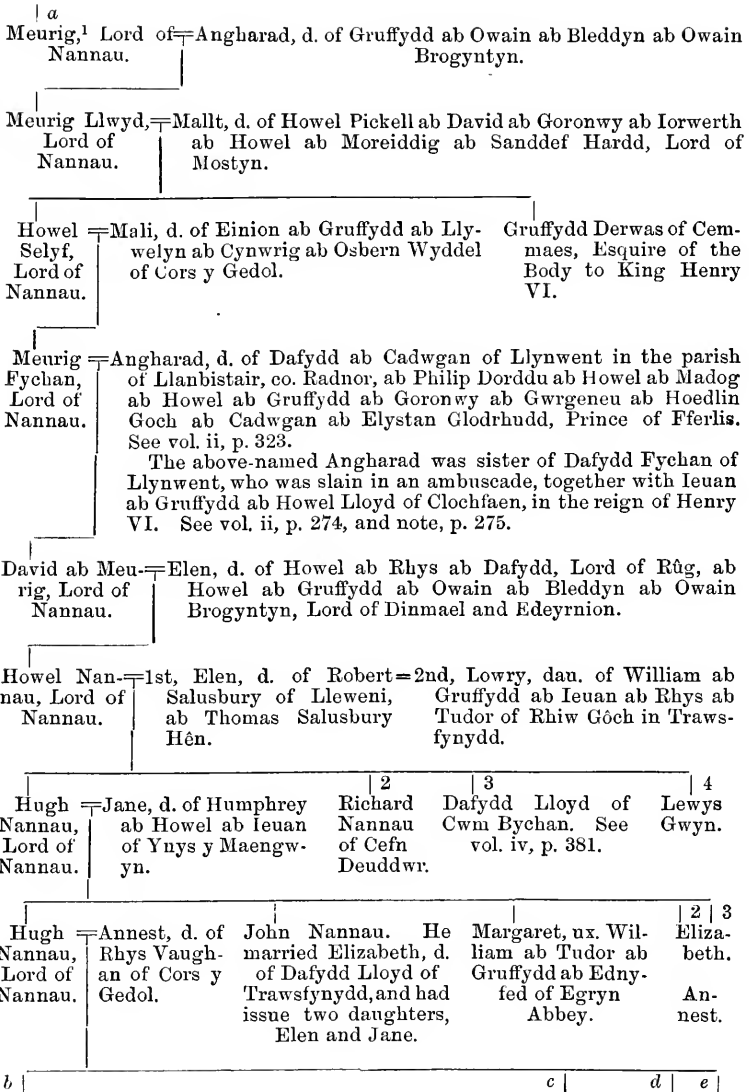 a
Meurig,¹ Lord of Angharad, d. of Gruffydd ab Owain ab Bleddyn ab Owain
Nannau. Brogyntyn.
Meurig Llwyd, Mallt, d. of Howel Pickell ab David ab Goronwy ab Iorwerth
Lord of ab Howel ab Moreiddig ab Sanddef Hardd, Lord of
Nannau. Mostyn.
Howel = Mali, d. of Einion ab Gruffydd ab Lly- Gruffydd Derwas of Cem-
Selyf, welyn ab Cynwrig ab Osbern Wyddel maes, Esquire of the
Lord of of Cors y Gedol. Body to King Henry
Nannau. VI.
Meurig = Angharad, d. of Dafydd ab Cadwgan of Llynwent in the parish
Fychan, of Llanbistair, co. Radnor, ab Philip Dorddu ab Howel ab Madog
Lord of ab Howel ab Gruffydd ab Goronwy ab Gwrgeneu ab Hoedlin
Nannau. Goch ab Cadwgan ab Elystan Glodrhudd, Prince of Fferlis.
See vol. ii, p. 323.
The above-named Angharad was sister of Dafydd Fychan of
Llynwent, who was slain in an ambuscade, together with Ieuan
ab Gruffydd ab Howel Lloyd of Clochfaen, in the reign of Henry
VI. See vol. ii, p. 274, and note, p. 275.
David ab Meu- = Elen, d. of Howel ab Rhys ab Dafydd, Lord of Rûg, ab
rig, Lord of Howel ab Gruffydd ab Owain ab Bleddyn ab Owain
Nannau. Brogyntyn, Lord of Dinmael and Edeyrnion.
Howel Nan- = 1st, Elen, d. of Robert = 2nd, Lowry, dau. of William ab
nau, Lord of Salusbury of Lleweni, Gruffydd ab Ieuan ab Rhys ab
Nannau. ab Thomas Salusbury Tudor of Rhiw Gôch in Traws-
Hên. fynydd.
2 3 4
Hugh = Jane, d. of Humphrey Richard Dafydd Lloyd of Lewys
Nannau, ab Howel ab Ieuan Nannau Cwm Bychan. See Gwyn.
Lord of of Ynys y Maengw- of Cefn vol. iv, p. 381.
Nannau. yn. Deuddwr.
2 3
Hugh = Annest, d. of John Nannau. He Margaret, ux. Wil- Eliza-
Nannau, Rhys Vaugh- married Elizabeth, d. liam ab Tudor ab beth.
Lord of an of Cors y of Dafydd Lloyd of Gruffydd ab Edny-
Nannau. Gedol. Trawsfynydd, and had fed of Egryn An-
issue two daughters, Abbey. nest.
Elen and Jane.
b c d e